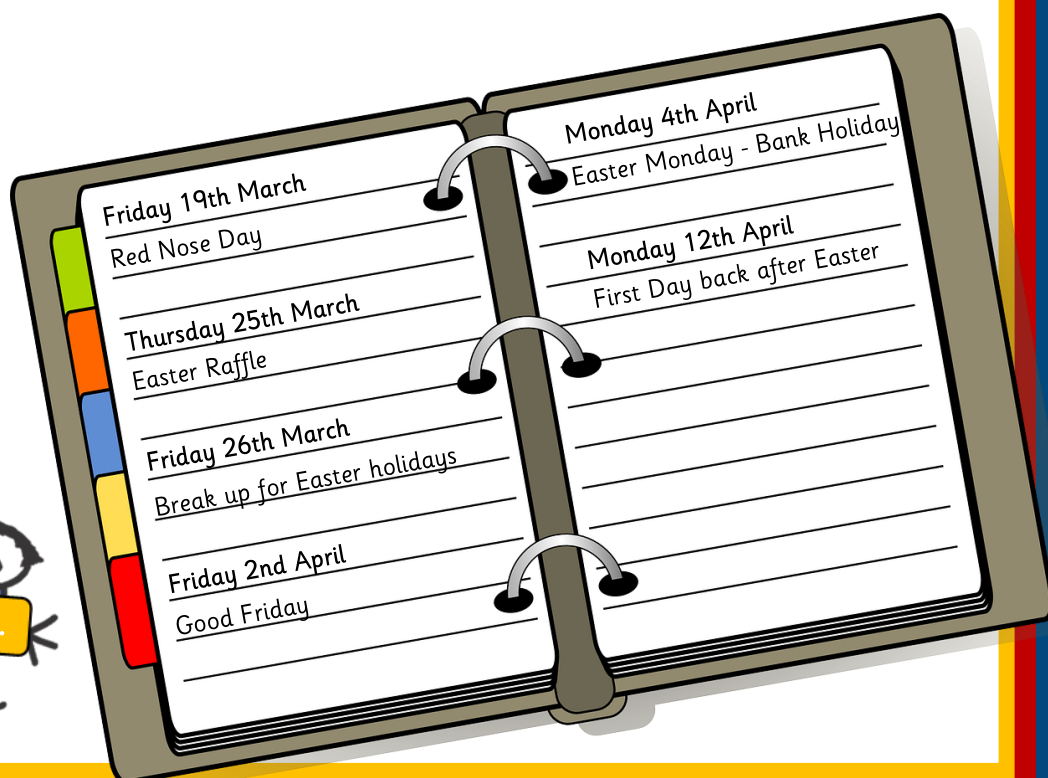 Friday 19th March
Red Nose Day
Thursday 25th March
Easter Raffle
Friday 26th March
Break up for Easter holidays
Friday 2nd April
Good Friday
Monday 4th April
Easter Monday - Bank Holiday
Monday 12th April
First Day back after Easter